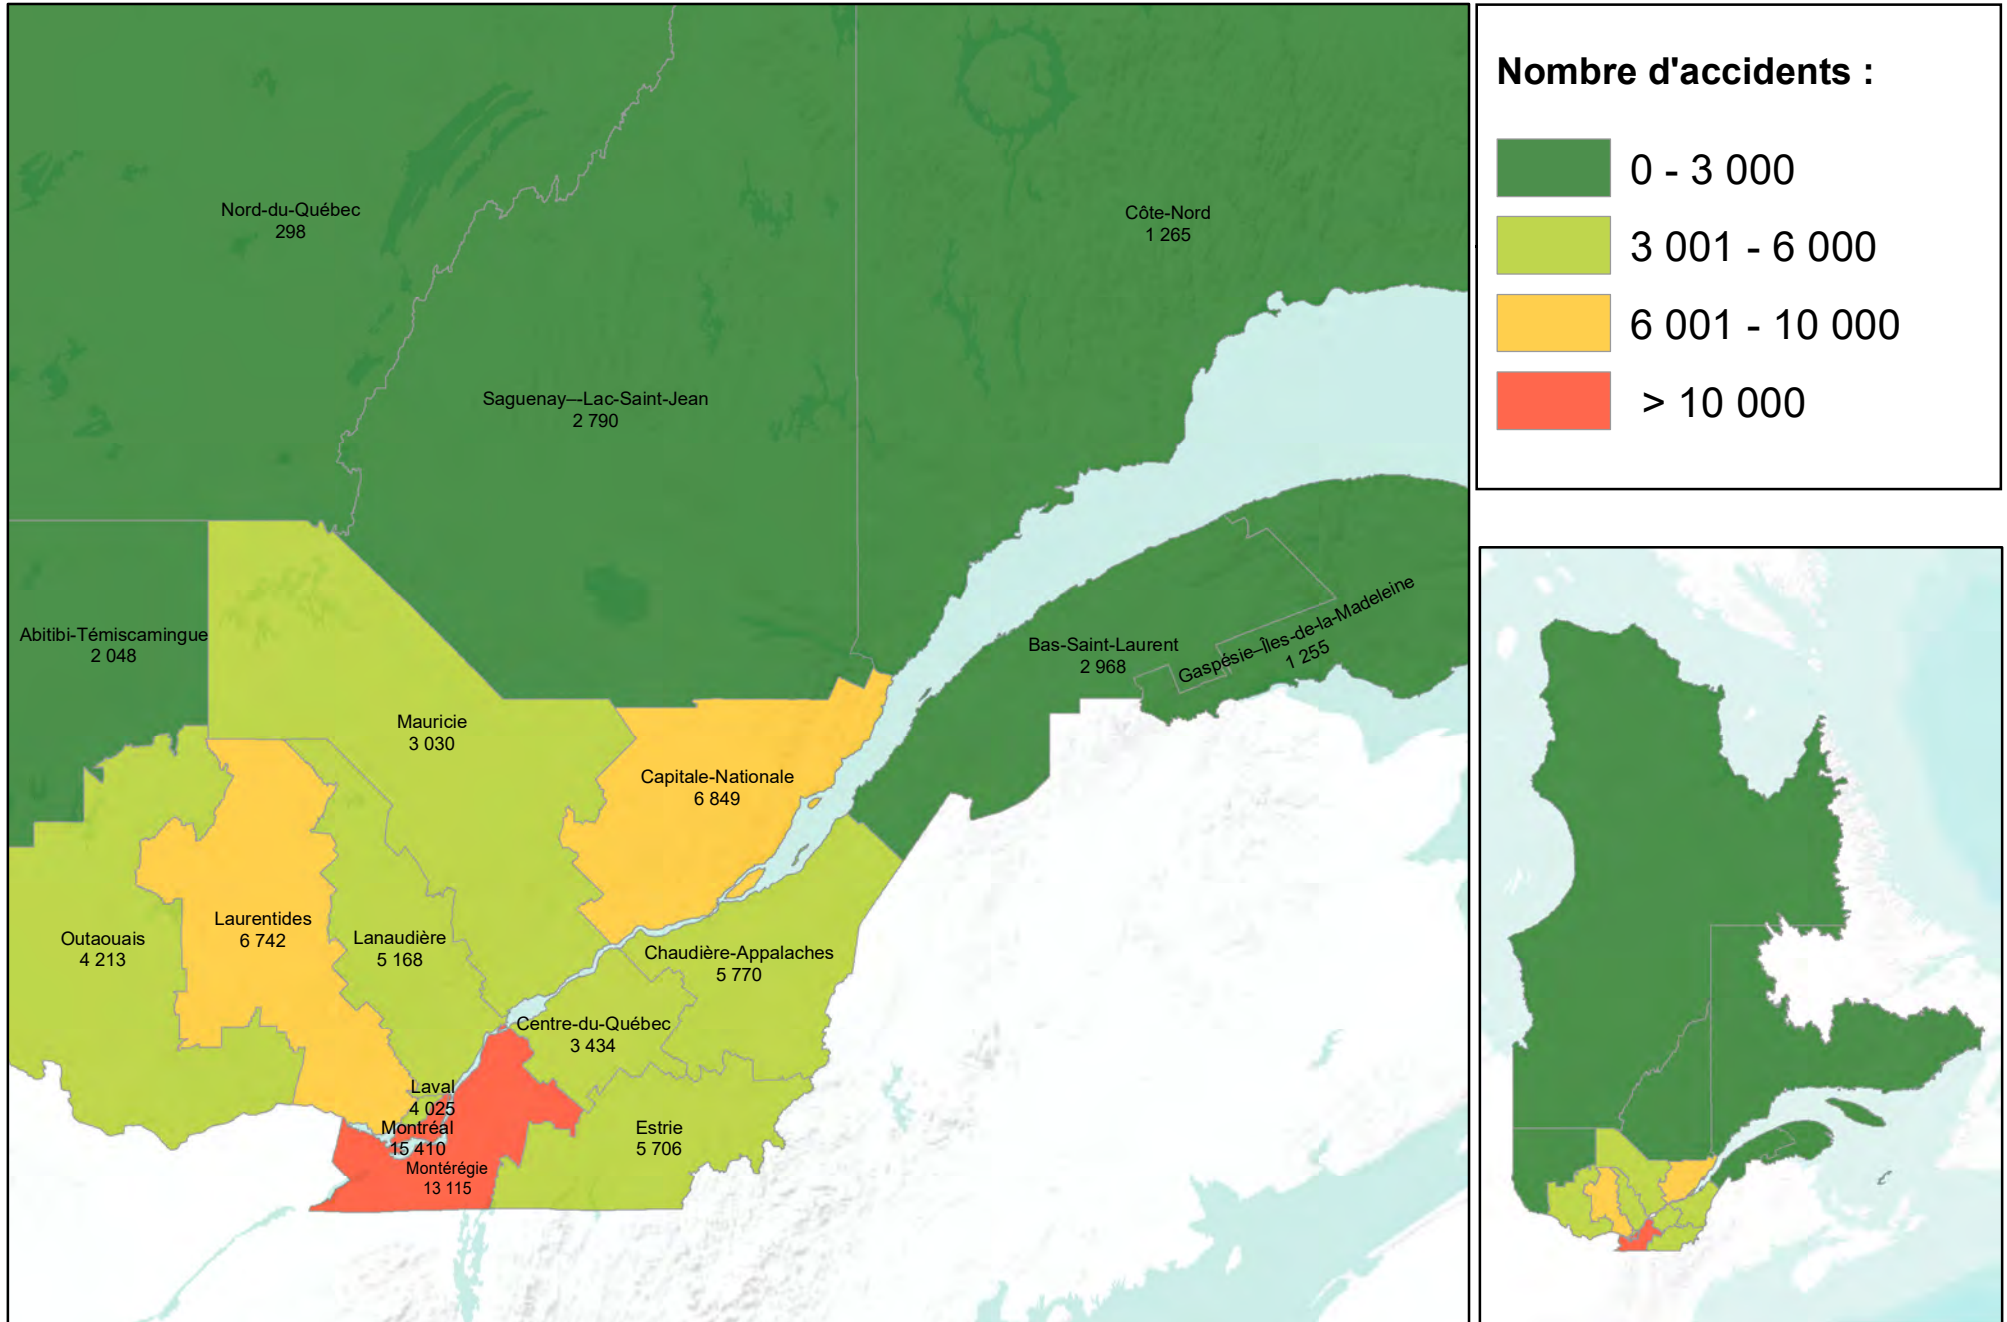 Nombre d'accidents :
0 - 3 000
3 001 - 6 000
6 001 - 10 000
> 10 000
Nord-du-Québec
298
Côte-Nord
1 265
Saguenay—-Lac-Saint-Jean
2 790
Abitibi-Témiscamingue
2 048
Bas-Saint-Laurent
2 968
Gaspésie–Îles-de-la-Madeleine
1 255
Mauricie
3 030
Capitale-Nationale
6 849
Laurentides
6 742
Outaouais
4 213
Lanaudière
5 168
Chaudière-Appalaches
5 770
Centre-du-Québec
3 434
Laval
4 025
Montréal
15 410
Montérégie
13 115
Estrie
5 706